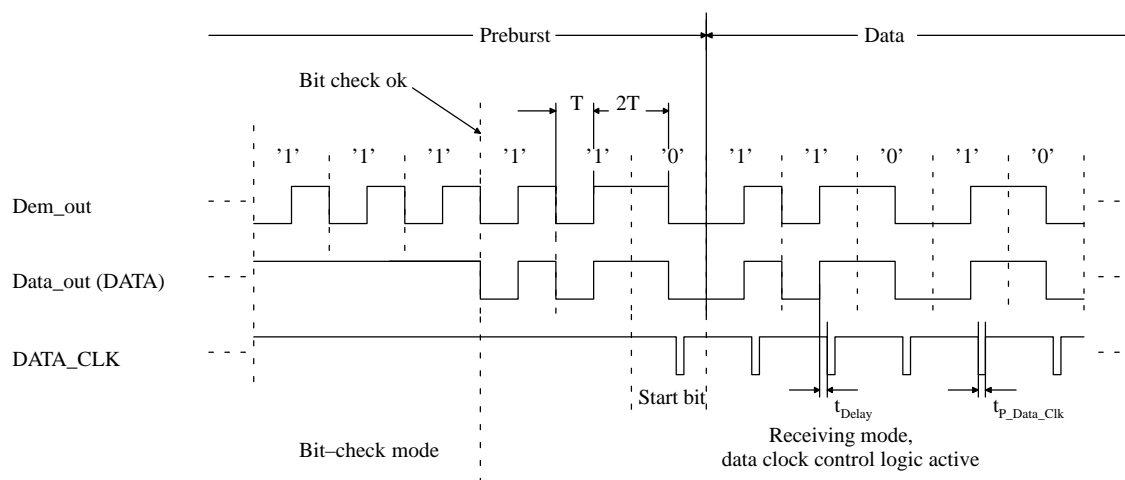 Preburst Data
Bit check ok
T 2T
’1’ ’1’ ’1’ ’1’ ’1’ ’0’ ’1’ ’1’ ’0’ ’1’ ’0’
Dem_out
Data_out (DATA)
DATA_CLK
Start bit
tDelay
tP_Data_Clk
Bit–check mode
Receiving mode,
data clock control logic active